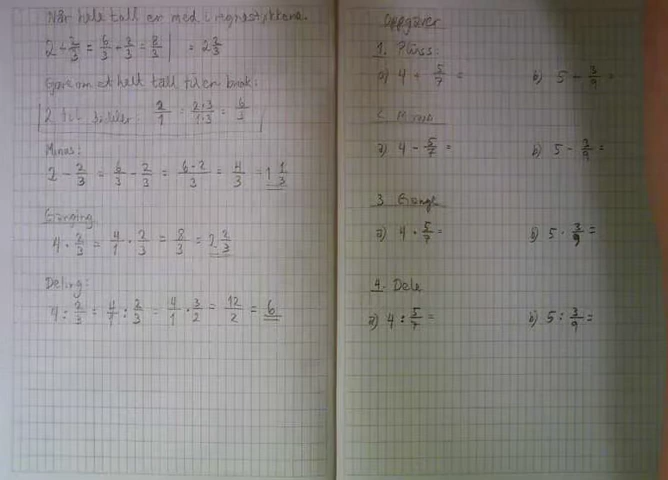 Når hele tall er med i regnestykkene.
2 + 2/3 = 6/3 + 2/3 = 8/3 | = 2 2/3
Gjøre om et helt tall til en brøk:
2 til 3-deler: 2/1 = 2·3/1·3 = 6/3
Minus:
2 - 2/3 = 6/3 - 2/3 = 6-2/3 = 4/3 = 1 1/3
Ganging
4 · 2/3 = 4/1 · 2/3 = 8/3 = 2 2/3
Deling:
4 : 2/3 = 4/1 : 2/3 = 4/1 · 3/2 = 12/2 = 6
Oppgaver
1. Pluss:
a) 4 + 5/7 = b) 5 + 3/9 =
2. Minus
a) 4 - 5/7 = b) 5 - 3/9 =
3. Gange
a) 4 · 5/7 = b) 5 · 3/9 =
4. Dele
a) 4 : 5/7 = b) 5 : 3/9 =